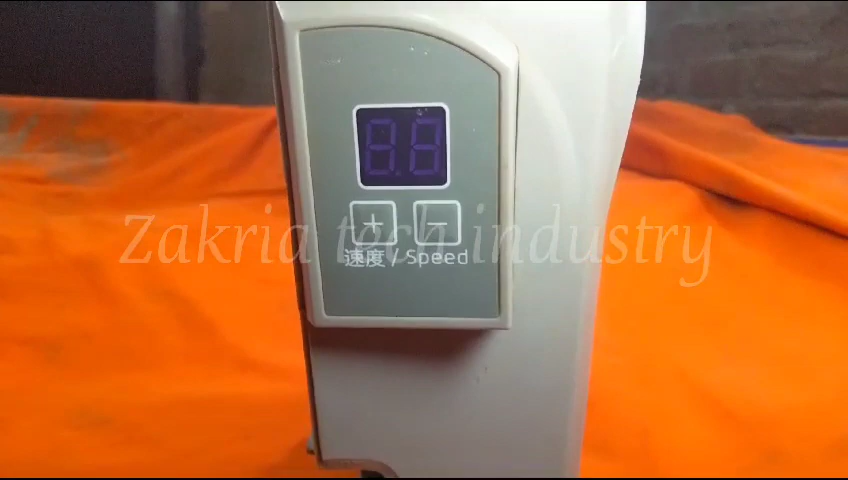 8.8
+ −
速度 / Speed
Zakria tech industry